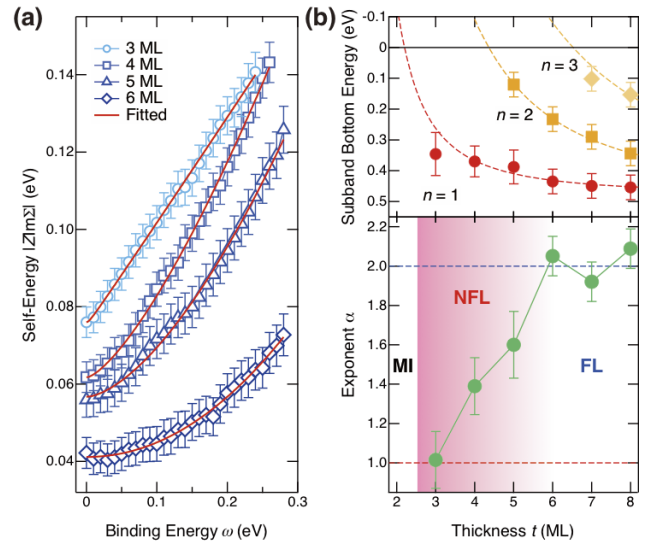 (a)
3 ML
4 ML
5 ML
6 ML
Fitted
Self-Energy |ZImΣ| (eV)
0.14
0.12
0.10
0.08
0.06
0.04
0
0.1
0.2
0.3
Binding Energy ω (eV)
(b)
Subband Bottom Energy (eV)
-0.1
0
0.1
0.2
0.3
0.4
0.5
n = 3
n = 2
n = 1
Exponent α
2.2
2.0
1.8
1.6
1.4
1.2
1.0
NFL
MI
FL
2
3
4
5
6
7
8
Thickness t (ML)